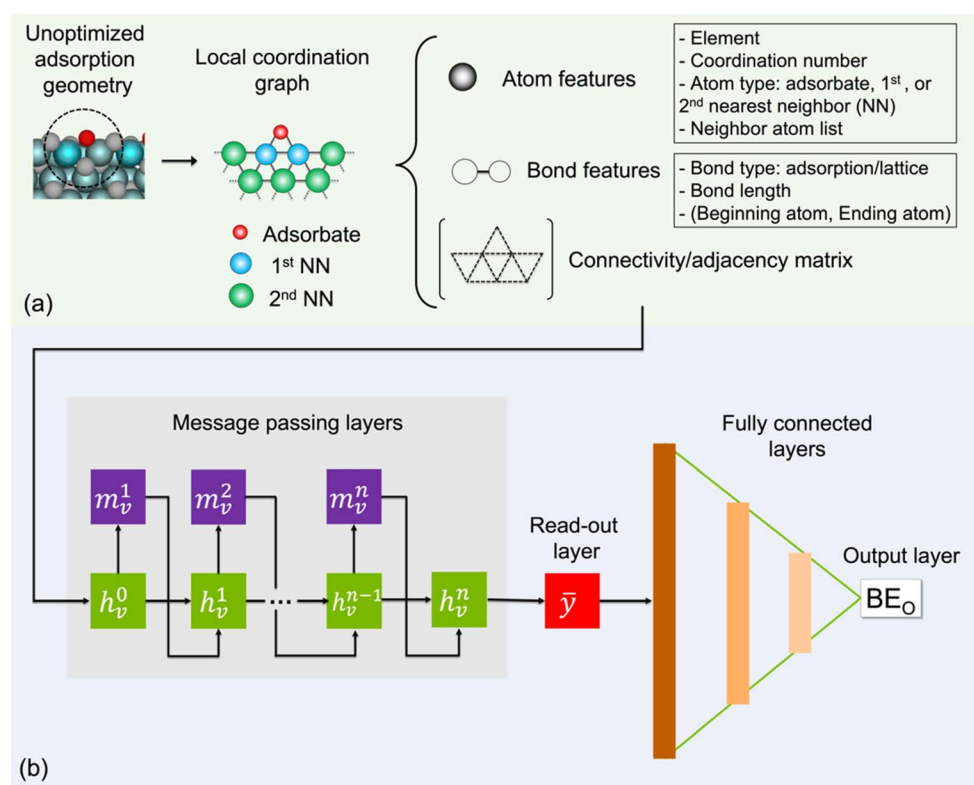 Unoptimized
adsorption
geometry
Local coordination
graph
Adsorbate
1st NN
2nd NN
Atom features
- Element
- Coordination number
- Atom type: adsorbate, 1st , or
2nd nearest neighbor (NN)
- Neighbor atom list
Bond features
- Bond type: adsorption/lattice
- Bond length
- (Beginning atom, Ending atom)
Connectivity/adjacency matrix
(a)
Message passing layers
m_v^1
m_v^2
m_v^n
h_v^0
h_v^1
...
h_v^{n-1}
h_v^n
Read-out
layer
ȳ
Fully connected
layers
Output layer
BE_O
(b)